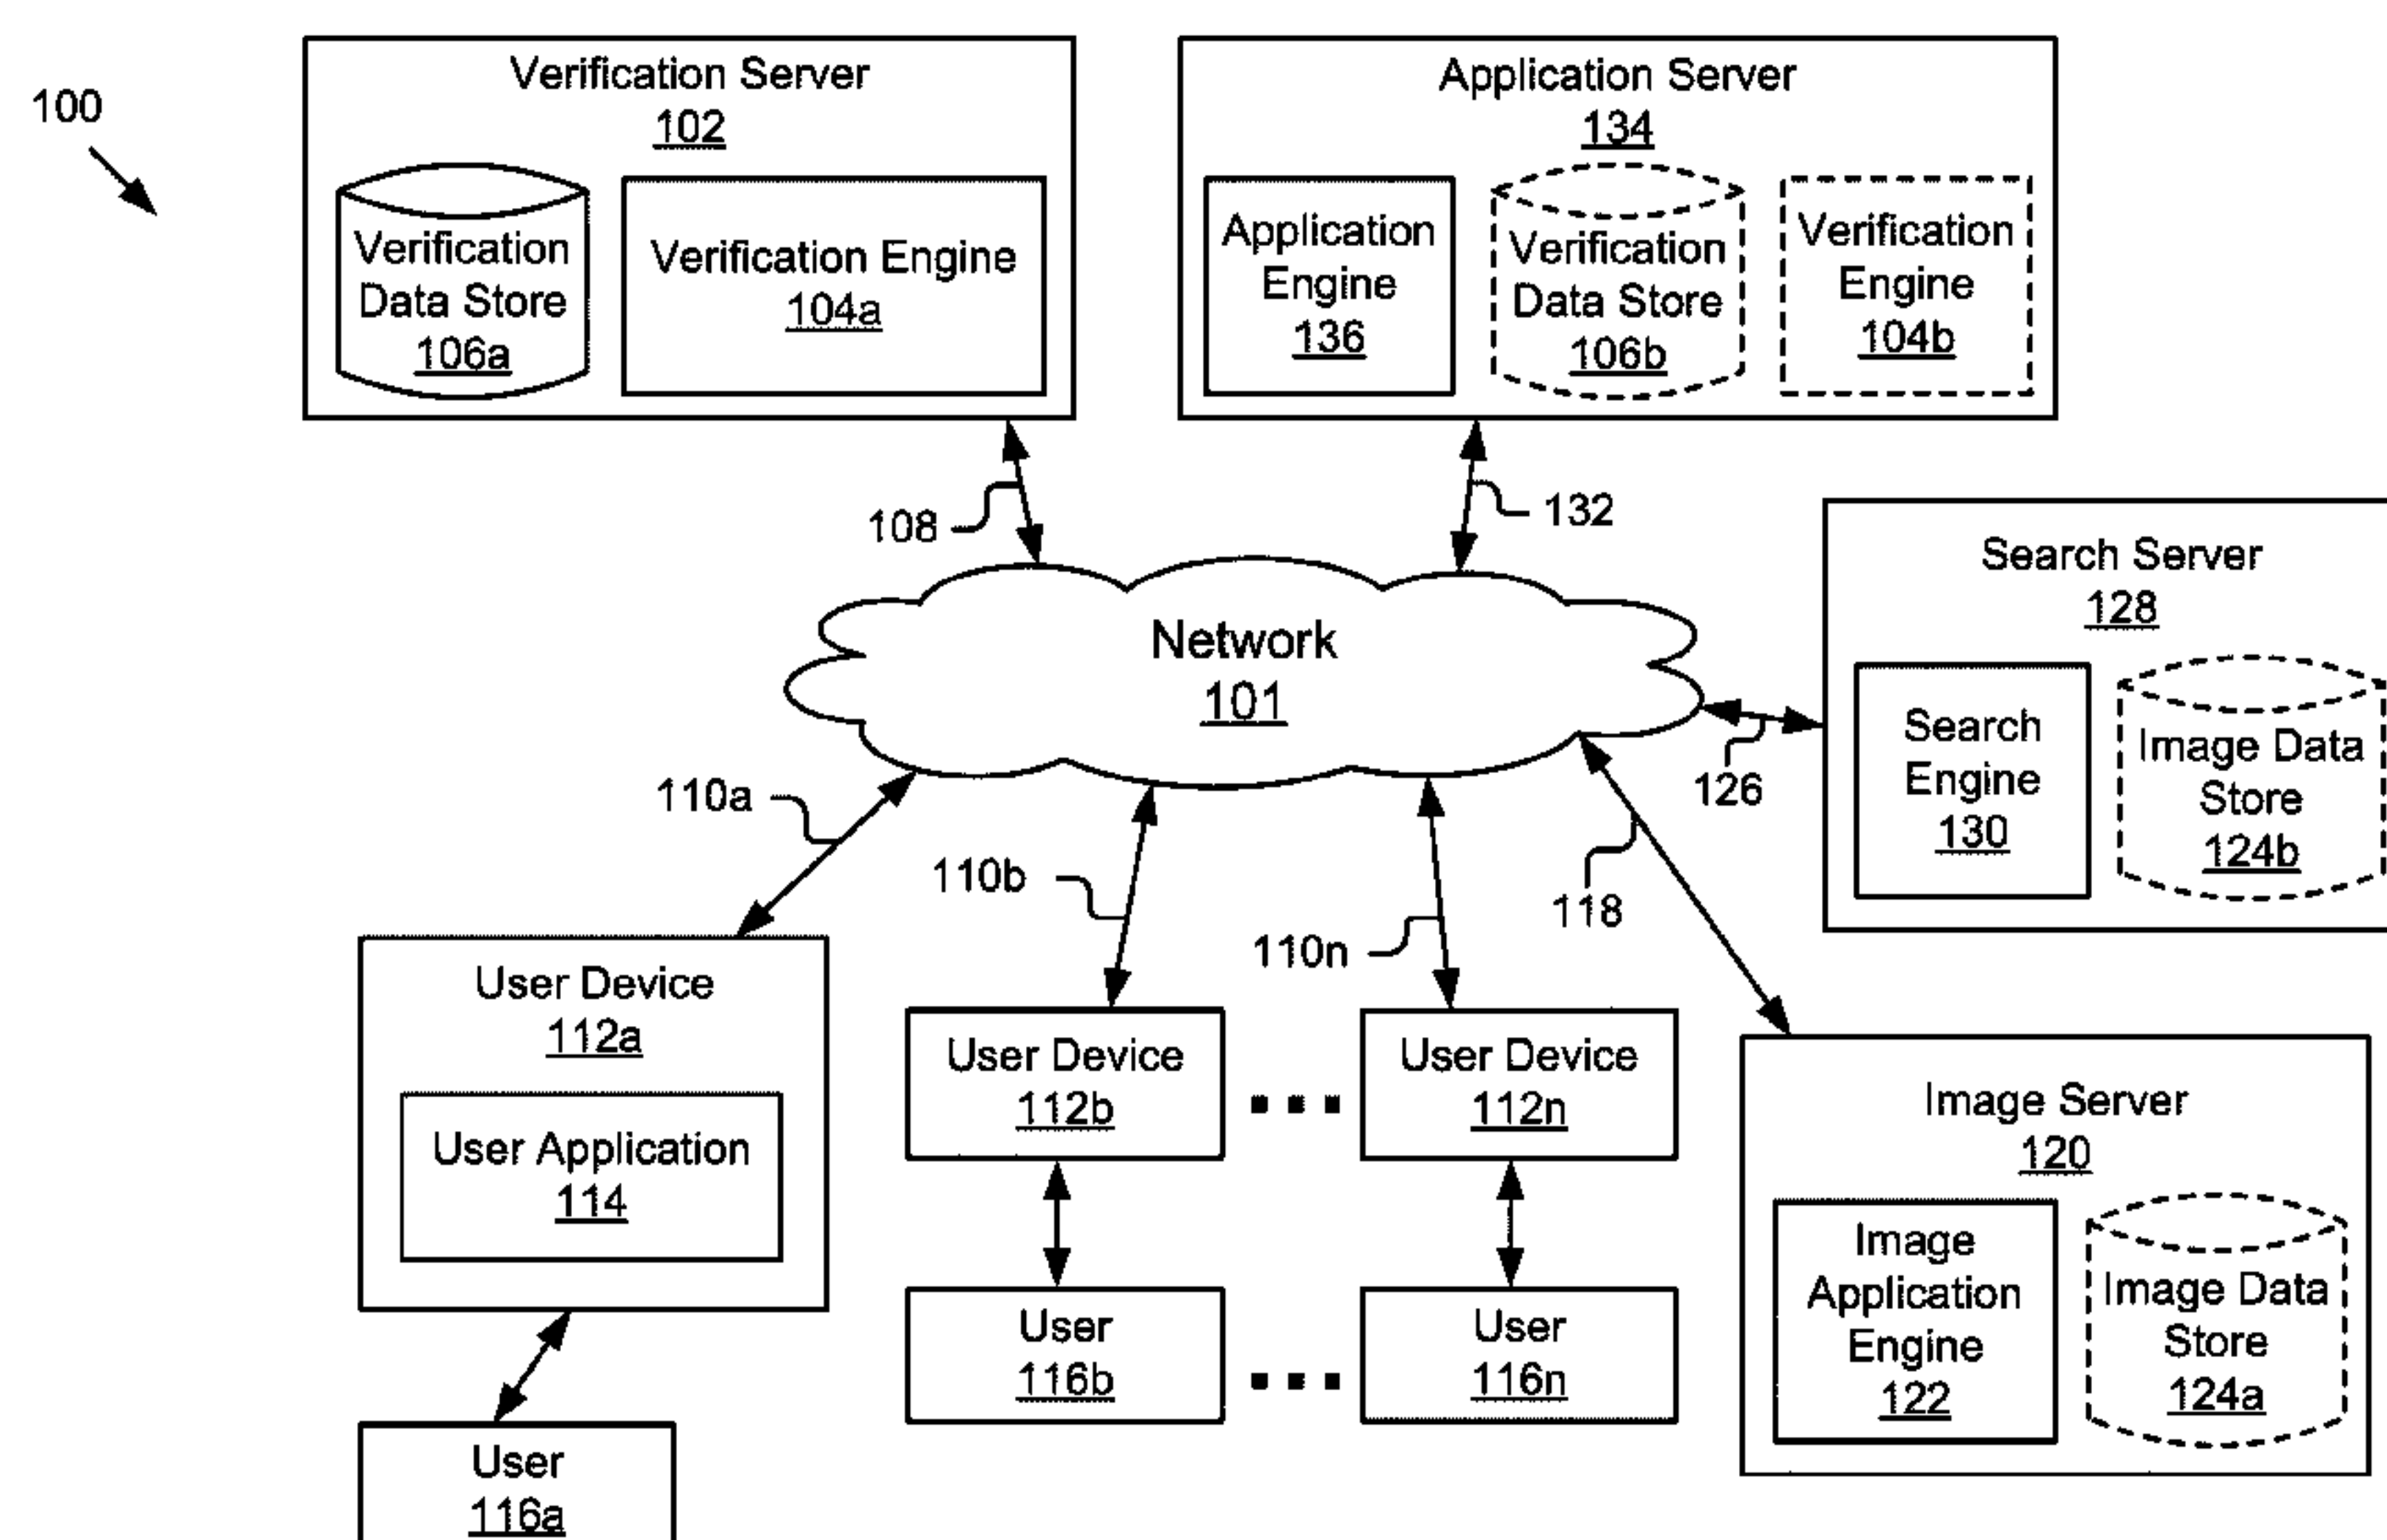 100
Verification Server
102
Verification
Data Store
106a
Verification Engine
104a
Application Server
134
Application
Engine
136
Verification
Data Store
106b
Verification
Engine
104b
108
132
Network
101
Search Server
128
Search
Engine
130
Image Data
Store
124b
126
110a
110b
110n
118
User Device
112a
User Application
114
User Device
112b
User Device
112n
Image Server
120
Image
Application
Engine
122
Image Data
Store
124a
User
116b
User
116n
User
116a